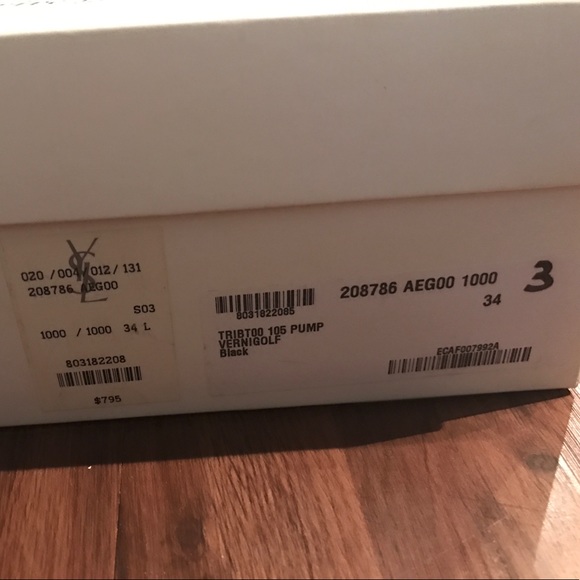 YSL
020 / 004 / 012 / 131
208786 AEG00
S03
1000 / 1000 34 L
803182208
$795
8031822085
TRIBT00 105 PUMP
VERNIGOLF
Black
208786 AEG00 1000
34
ECAF007992A
3